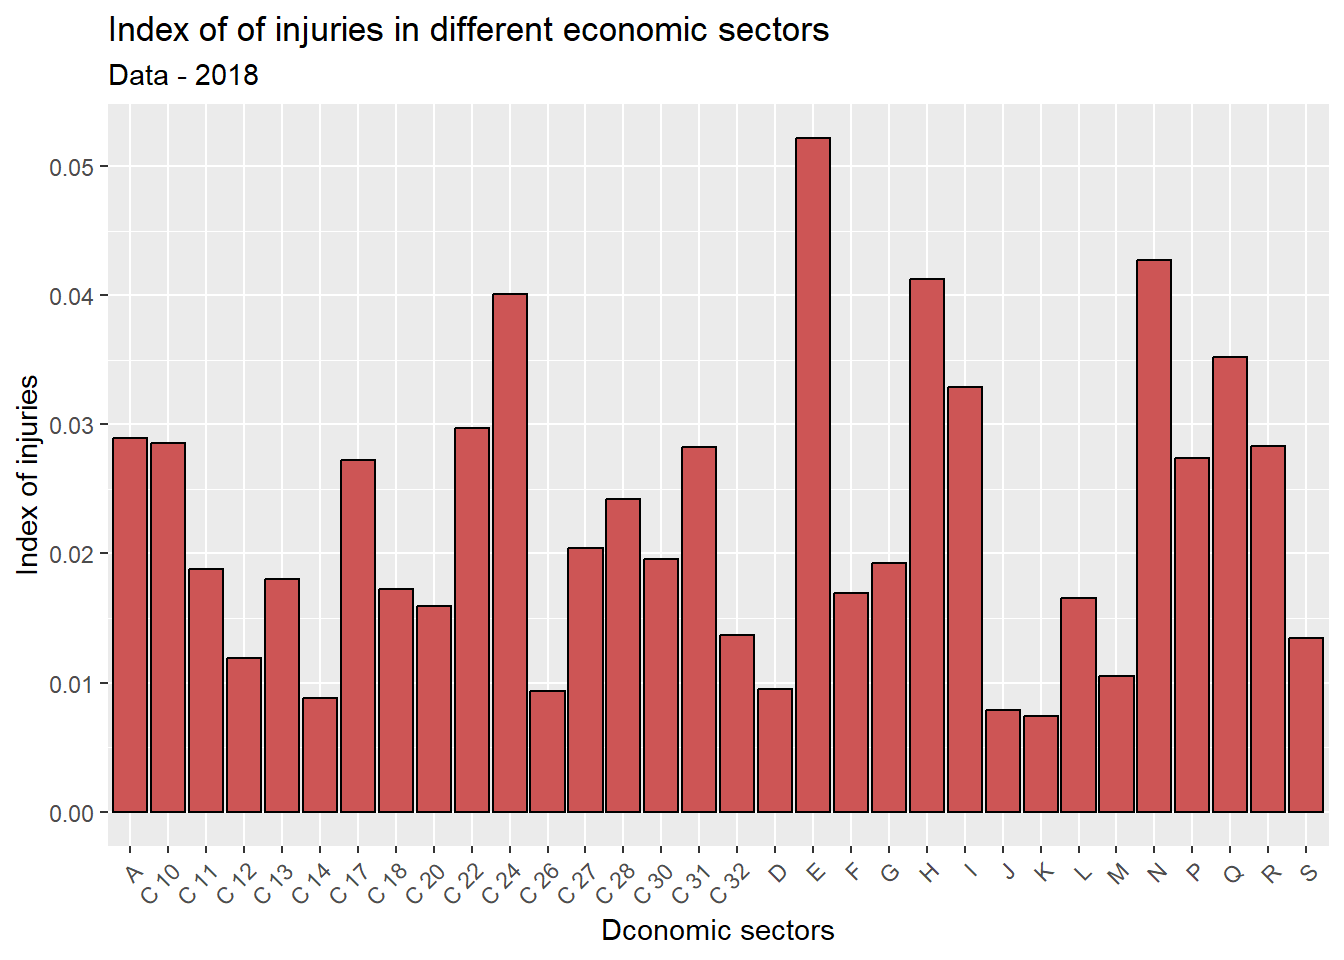 Index of of injuries in different economic sectors
Data - 2018
Index of injuries
0.05
0.04
0.03
0.02
0.01
0.00
A C 10 C 11 C 12 C 13 C 14 C 17 C 18 C 20 C 22 C 24 C 26 C 27 C 28 C 30 C 31 C 32 D E F G H I J K L M N P Q R S
Dconomic sectors